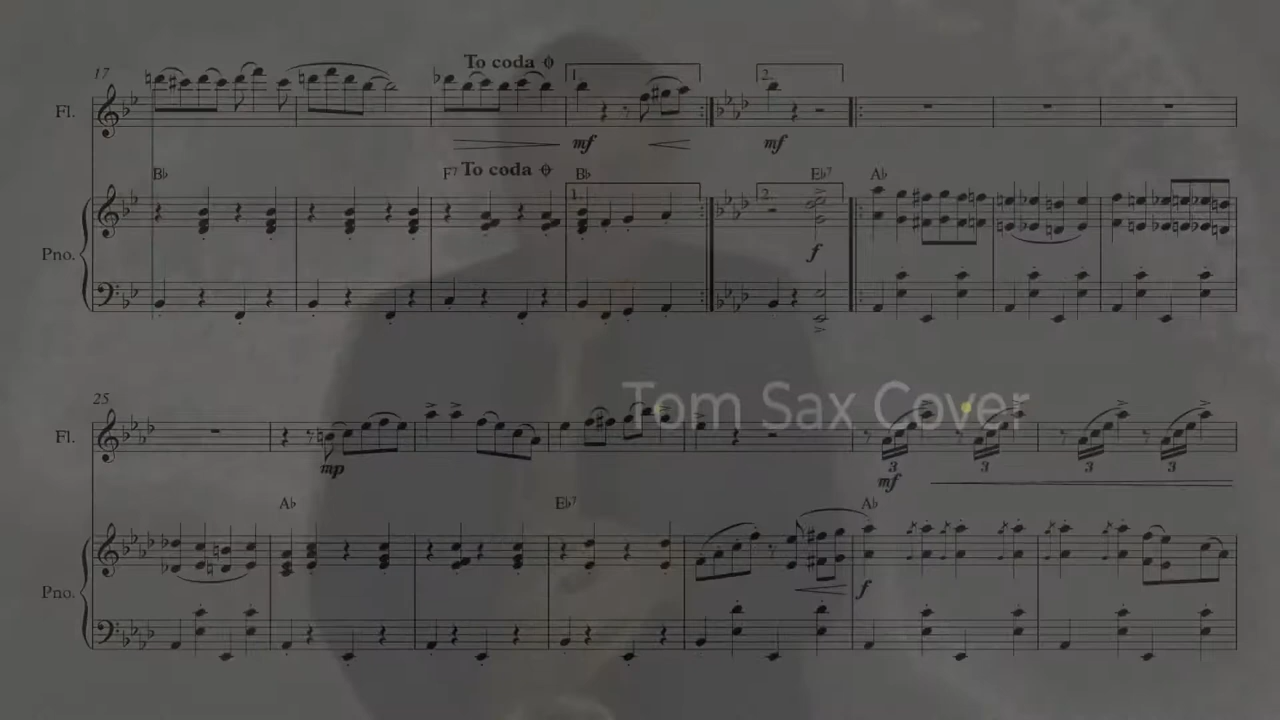 17
To coda
1.
2.
Fl.
mf
mf
B♭
F7
To coda
B♭
E♭7
A♭
1.
2.
Pno.
f
Tom Sax Cover
25
Fl.
mp
3
3
3
3
mf
A♭
E♭7
A♭
Pno.
f